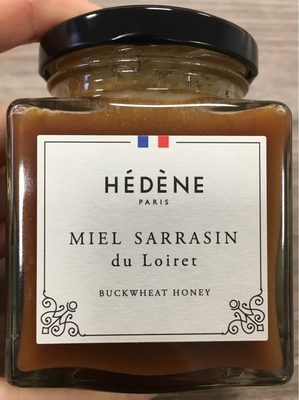 HÉDÈNE
PARIS
MIEL SARRASIN
du Loiret
BUCKWHEAT HONEY